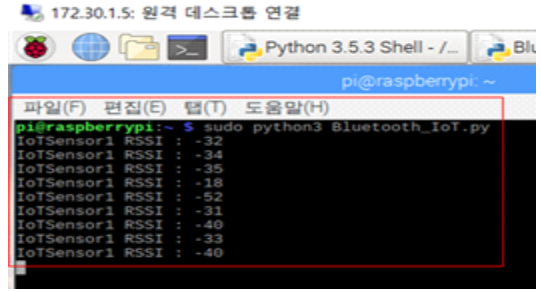 172.30.1.5: 원격 데스크톱 연결
Python 3.5.3 Shell - /... Blu
pi@raspberrypi: ~
파일(F) 편집(E) 탭(T) 도움말(H)
pi@raspberrypi:~ $ sudo python3 Bluetooth_IoT.py
IoTSensor1 RSSI : -32
IoTSensor1 RSSI : -34
IoTSensor1 RSSI : -35
IoTSensor1 RSSI : -18
IoTSensor1 RSSI : -52
IoTSensor1 RSSI : -31
IoTSensor1 RSSI : -40
IoTSensor1 RSSI : -33
IoTSensor1 RSSI : -40